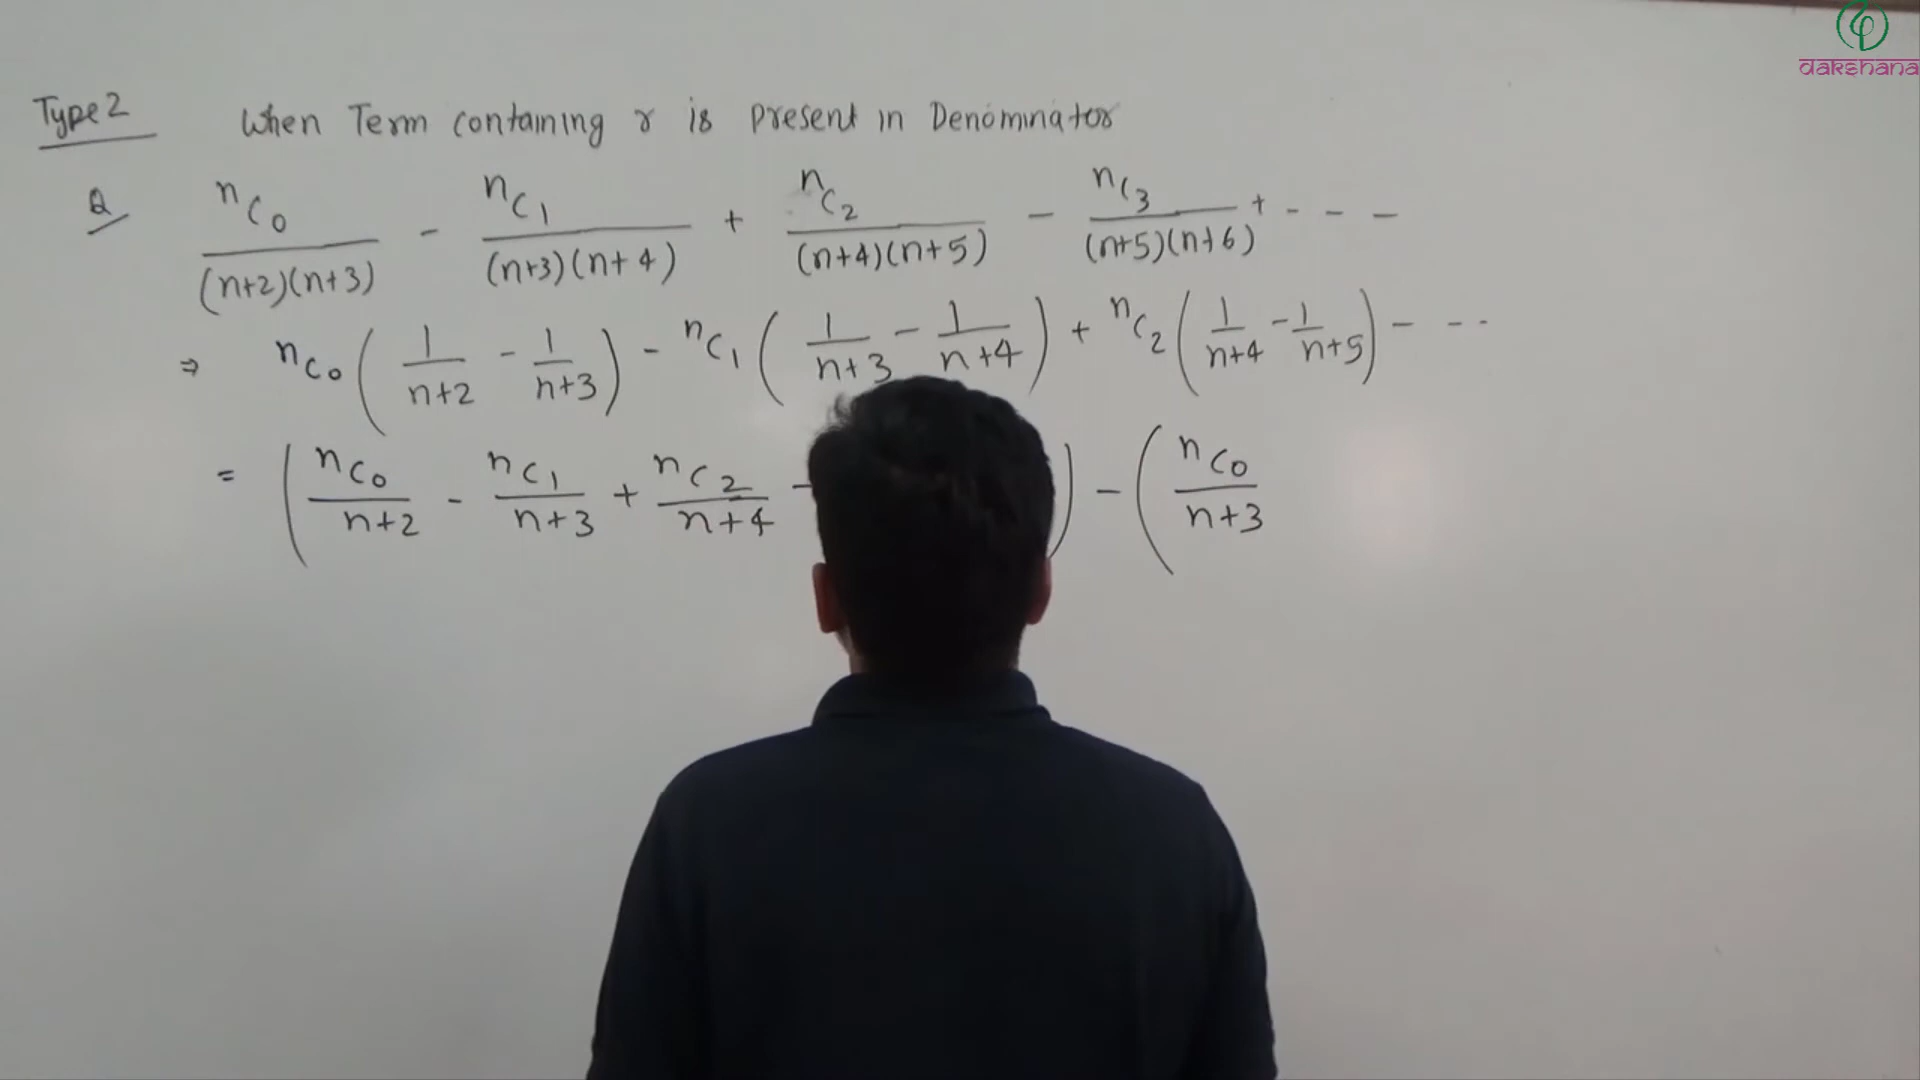 dakshana
Type 2 When Term containing r is present in Denominator
Q nC0/(n+2)(n+3) - nC1/(n+3)(n+4) + nC2/(n+4)(n+5) - nC3/(n+5)(n+6) + - - -
⇒ nC0 (1/n+2 - 1/n+3) - nC1 (1/n+3 - 1/n+4) + nC2 (1/n+4 - 1/n+5) - - -
= (nC0/n+2 - nC1/n+3 + nC2/n+4 - ) - (nC0/n+3